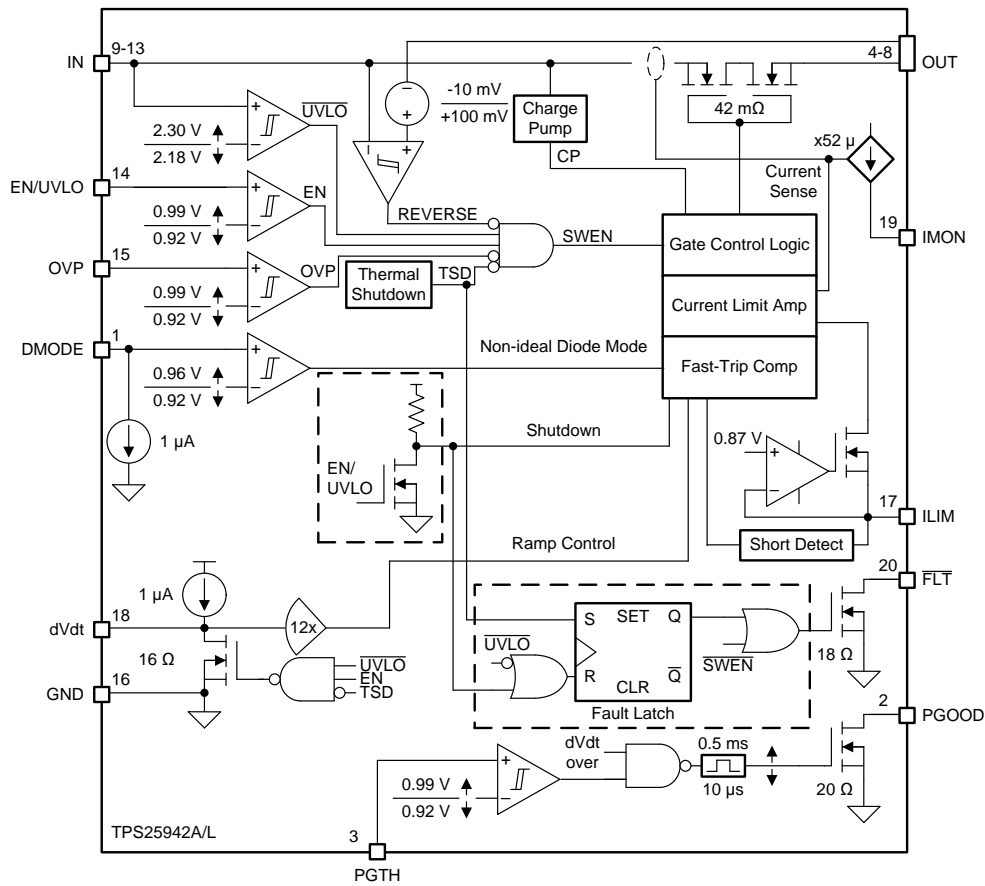 9-13
IN
4-8
OUT
-10 mV
+100 mV
Charge
Pump
CP
42 mΩ
x52 µ
Current
Sense
19
IMON
+
−
U̅V̅L̅O̅
2.30 V
2.18 V
−
+
−
+
14
EN/UVLO
+
−
EN
0.99 V
0.92 V
REVERSE
SWEN
Gate Control Logic
15
OVP
+
−
OVP
0.99 V
0.92 V
Thermal
Shutdown
TSD
Current Limit Amp
1
DMODE
+
−
0.96 V
0.92 V
Non-ideal Diode Mode
Fast-Trip Comp
1 µA
EN/
UVLO
Shutdown
0.87 V
+
−
17
ILIM
Short Detect
Ramp Control
20
F̅L̅T̅
18 Ω
1 µA
18
dVdt
12x
16 Ω
U̅V̅L̅O̅
EN
TSD
16
GND
U̅V̅L̅O̅
S
SET
Q
R
CLR
Q̅
S̅W̅E̅N̅
Fault Latch
2
PGOOD
20 Ω
dVdt
over
0.5 ms
10 µs
+
−
0.99 V
0.92 V
TPS25942A/L
3
PGTH